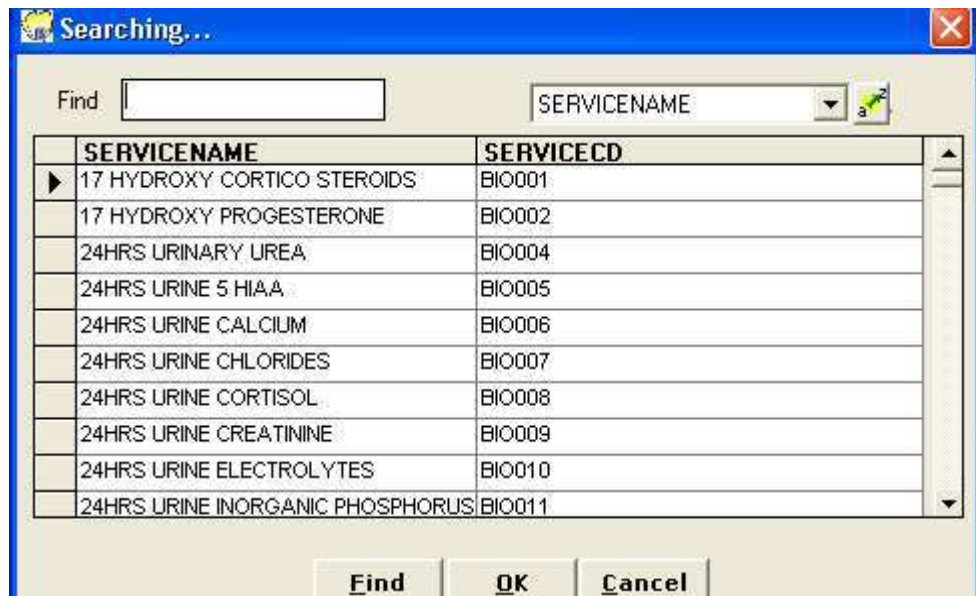 Searching...
Find SERVICENAME
SERVICENAME SERVICECD
17 HYDROXY CORTICO STEROIDS BIO001
17 HYDROXY PROGESTERONE BIO002
24HRS URINARY UREA BIO004
24HRS URINE 5 HIAA BIO005
24HRS URINE CALCIUM BIO006
24HRS URINE CHLORIDES BIO007
24HRS URINE CORTISOL BIO008
24HRS URINE CREATININE BIO009
24HRS URINE ELECTROLYTES BIO010
24HRS URINE INORGANIC PHOSPHORUS BIO011
Find OK Cancel